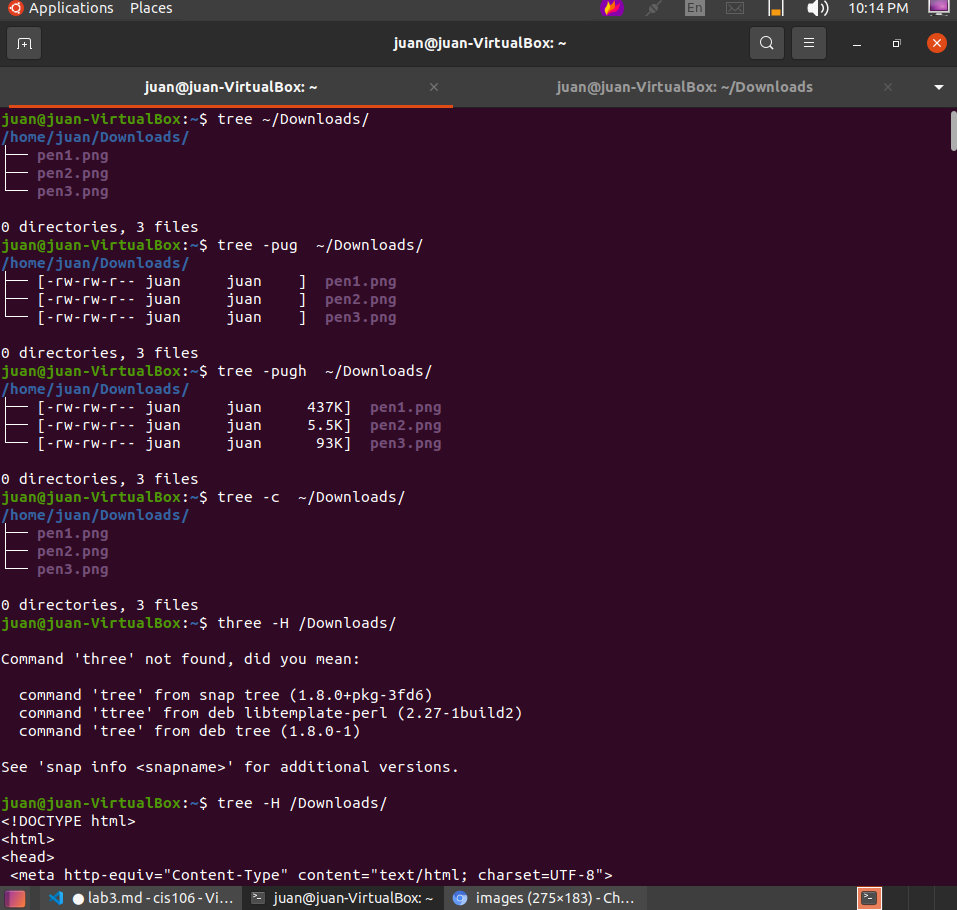 Applications Places En 10:14 PM
juan@juan-VirtualBox: ~
juan@juan-VirtualBox: ~ × juan@juan-VirtualBox: ~/Downloads ×
juan@juan-VirtualBox:~$ tree ~/Downloads/
/home/juan/Downloads/
├── pen1.png
├── pen2.png
└── pen3.png
0 directories, 3 files
juan@juan-VirtualBox:~$ tree -pug  ~/Downloads/
/home/juan/Downloads/
├── [-rw-rw-r-- juan     juan    ]  pen1.png
├── [-rw-rw-r-- juan     juan    ]  pen2.png
└── [-rw-rw-r-- juan     juan    ]  pen3.png
0 directories, 3 files
juan@juan-VirtualBox:~$ tree -pugh  ~/Downloads/
/home/juan/Downloads/
├── [-rw-rw-r-- juan     juan     437K]  pen1.png
├── [-rw-rw-r-- juan     juan     5.5K]  pen2.png
└── [-rw-rw-r-- juan     juan      93K]  pen3.png
0 directories, 3 files
juan@juan-VirtualBox:~$ tree -c  ~/Downloads/
/home/juan/Downloads/
├── pen1.png
├── pen2.png
└── pen3.png
0 directories, 3 files
juan@juan-VirtualBox:~$ three -H /Downloads/
Command 'three' not found, did you mean:
  command 'tree' from snap tree (1.8.0+pkg-3fd6)
  command 'ttree' from deb libtemplate-perl (2.27-1build2)
  command 'tree' from deb tree (1.8.0-1)
See 'snap info <snapname>' for additional versions.
juan@juan-VirtualBox:~$ tree -H /Downloads/
<!DOCTYPE html>
<html>
<head>
 <meta http-equiv="Content-Type" content="text/html; charset=UTF-8">
● lab3.md - cis106 - Vi... juan@juan-VirtualBox: ~ images (275×183) - Ch...